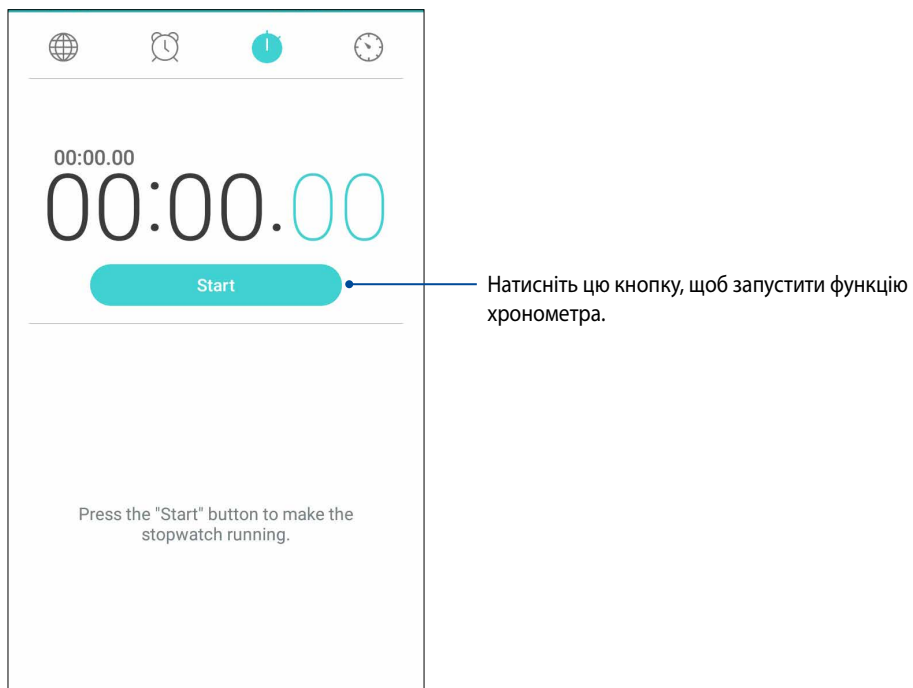 00:00.00
00:00.00
Start
Натисніть цю кнопку, щоб запустити функцію
хронометра.
Press the "Start" button to make the
stopwatch running.